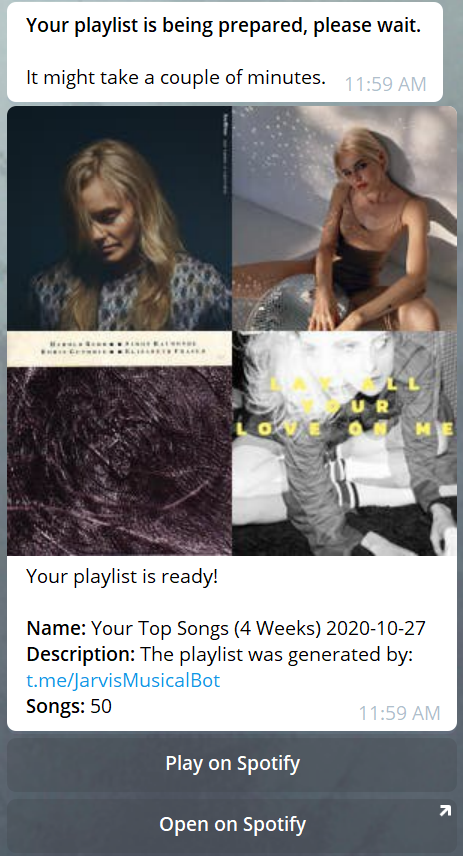 Your playlist is being prepared, please wait.
It might take a couple of minutes.
11:59 AM
HAROLD BUDD ■ ■ SIMON RAYMONDE
ROBIN GUTHRIE ■ ■ ELIZABETH FRASER
LAY ALL
YOUR
LOVE ON ME
Your playlist is ready!
Name: Your Top Songs (4 Weeks) 2020-10-27
Description: The playlist was generated by:
t.me/JarvisMusicalBot
Songs: 50
11:59 AM
Play on Spotify
Open on Spotify